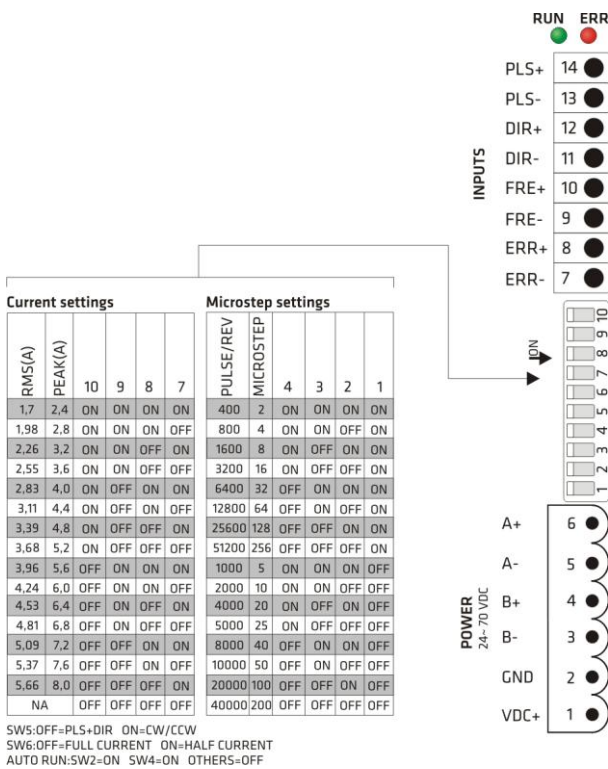 RUN ERR
PLS+ 14
PLS- 13
DIR+ 12
DIR- 11
FRE+ 10
FRE- 9
ERR+ 8
ERR- 7
INPUTS
ON
10
9
8
7
6
5
4
3
2
1
A+ 6
A- 5
B+ 4
B- 3
GND 2
VDC+ 1
POWER
24~ 70 VDC
Current settings
RMS(A) PEAK(A) 10 9 8 7
1,7 2,4 ON ON ON ON
1,98 2,8 ON ON ON OFF
2,26 3,2 ON ON OFF ON
2,55 3,6 ON ON OFF OFF
2,83 4,0 ON OFF ON ON
3,11 4,4 ON OFF ON OFF
3,39 4,8 ON OFF OFF ON
3,68 5,2 ON OFF OFF OFF
3,96 5,6 OFF ON ON ON
4,24 6,0 OFF ON ON OFF
4,53 6,4 OFF ON OFF ON
4,81 6,8 OFF ON OFF OFF
5,09 7,2 OFF OFF ON ON
5,37 7,6 OFF OFF ON OFF
5,66 8,0 OFF OFF OFF ON
NA OFF OFF OFF OFF
Microstep settings
PULSE/REV MICROSTEP 4 3 2 1
400 2 ON ON ON ON
800 4 ON ON OFF ON
1600 8 ON OFF ON ON
3200 16 ON OFF OFF ON
6400 32 OFF ON ON ON
12800 64 OFF ON OFF ON
25600 128 OFF OFF ON ON
51200 256 OFF OFF OFF ON
1000 5 ON ON ON OFF
2000 10 ON ON OFF OFF
4000 20 ON OFF ON OFF
5000 25 ON OFF OFF OFF
8000 40 OFF ON ON OFF
10000 50 OFF ON OFF OFF
20000 100 OFF OFF ON OFF
40000 200 OFF OFF OFF OFF
SW5:OFF=PLS+DIR ON=CW/CCW
SW6:OFF=FULL CURRENT ON=HALF CURRENT
AUTO RUN:SW2=ON SW4=ON OTHERS=OFF